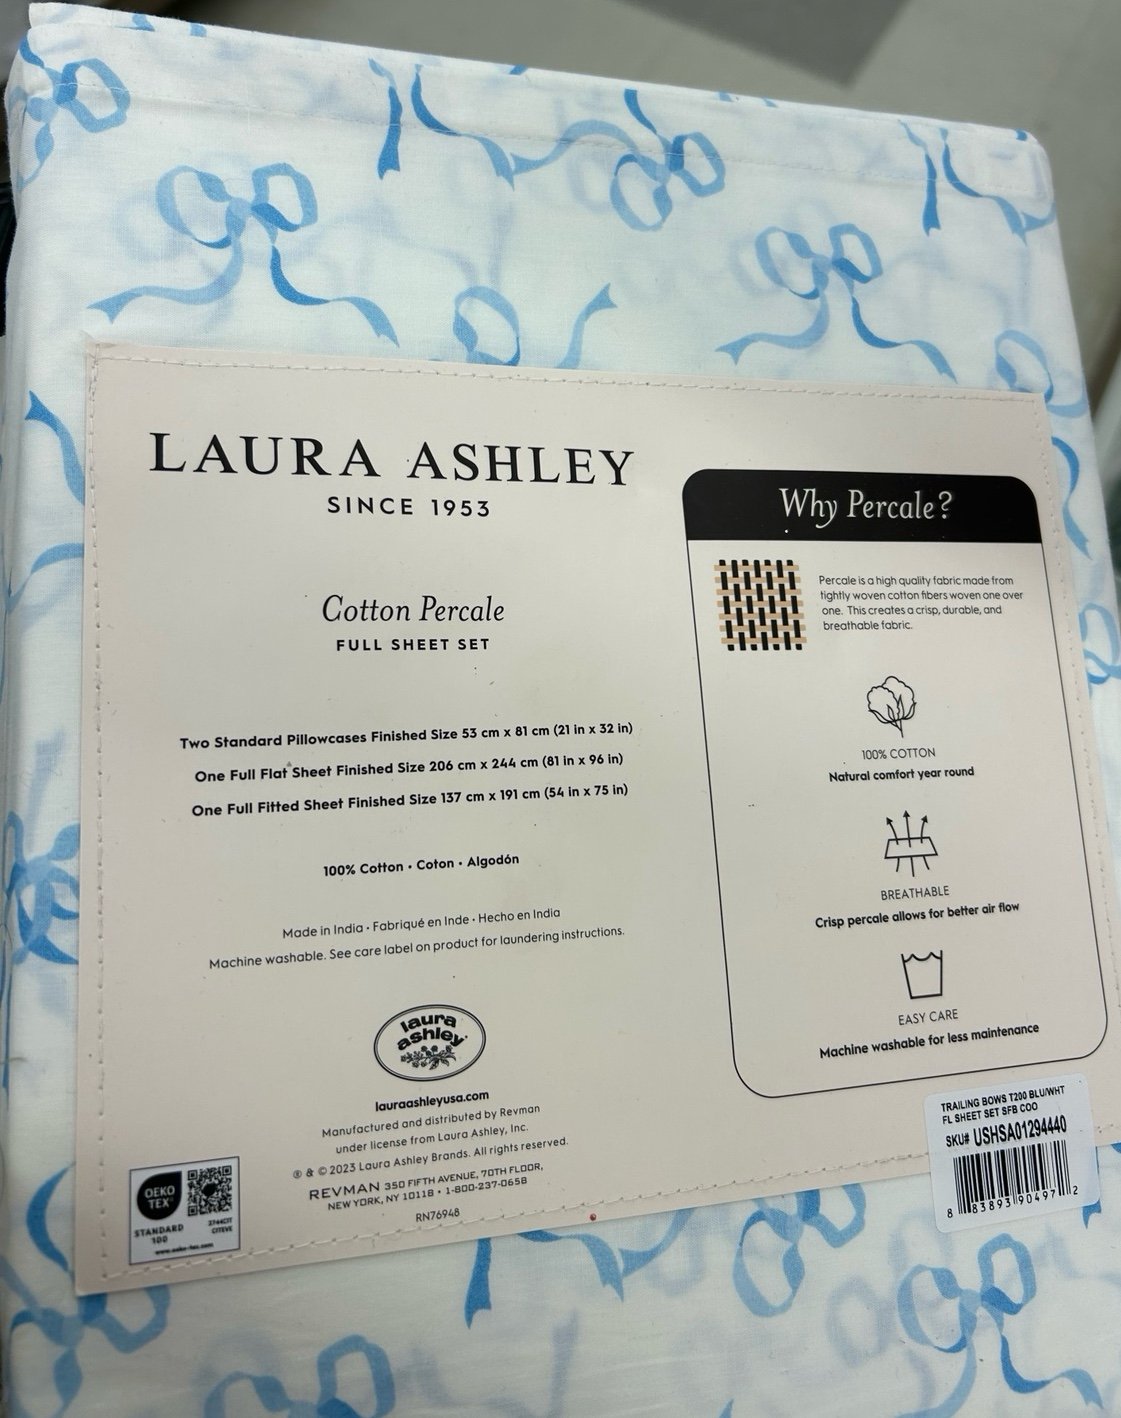 LAURA ASHLEY
SINCE 1953
Cotton Percale
FULL SHEET SET
Two Standard Pillowcases Finished Size 53 cm x 81 cm (21 in x 32 in)
One Full Flat Sheet Finished Size 206 cm x 244 cm (81 in x 96 in)
One Full Fitted Sheet Finished Size 137 cm x 191 cm (54 in x 75 in)
100% Cotton • Coton • Algodón
Made in India • Fabriqué en Inde • Hecho en India
Machine washable. See care label on product for laundering instructions.
laura
ashley
lauraashleyusa.com
Manufactured and distributed by Revman
under license from Laura Ashley, Inc.
® & © 2023 Laura Ashley Brands. All rights reserved.
REVMAN 350 FIFTH AVENUE, 70TH FLOOR,
NEW YORK, NY 10118 • 1-800-237-0658
RN76948
OEKO
TEX®
STANDARD
100
CITEVE
www.oeko-tex.com
Why Percale?
Percale is a high quality fabric made from
tightly woven cotton fibers woven one over
one. This creates a crisp, durable, and
breathable fabric.
100% COTTON
Natural comfort year round
BREATHABLE
Crisp percale allows for better air flow
EASY CARE
Machine washable for less maintenance
TRAILING BOWS T200 BLU/WHT
FL SHEET SET SFB COO
SKU# USHSA01294440
8 83893 90497 2